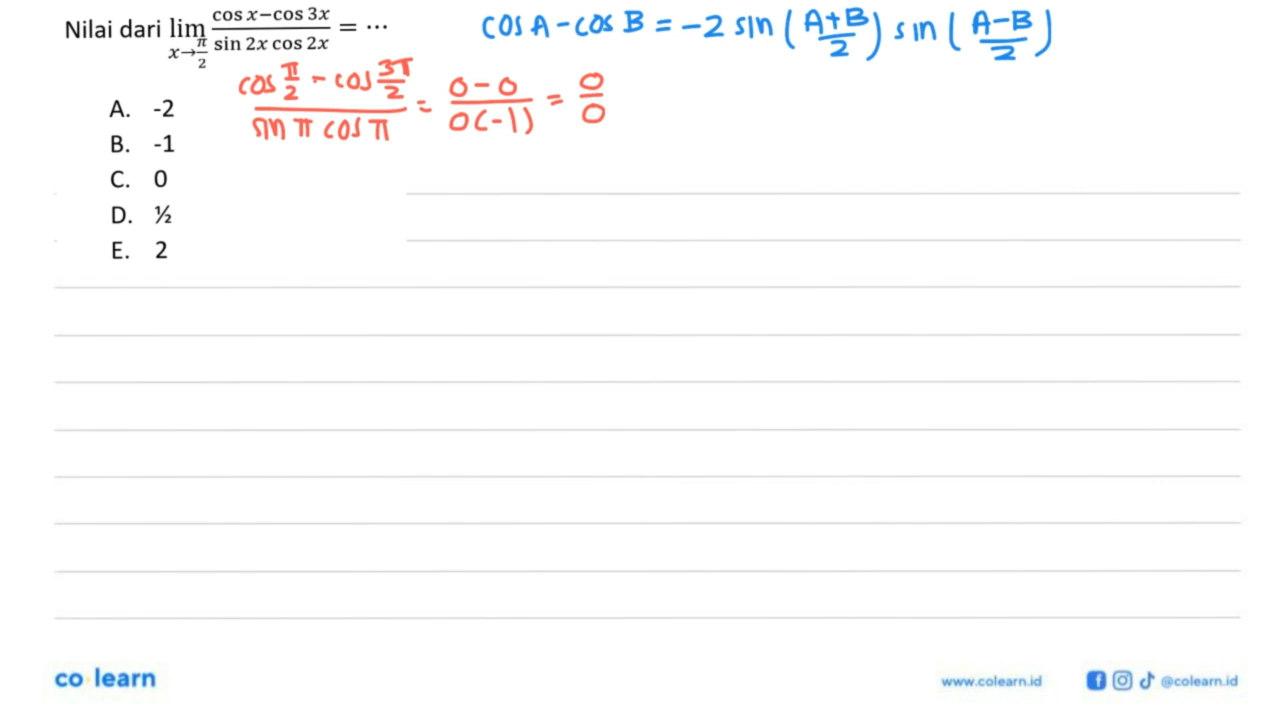 Nilai dari lim x→π/2 (cos x−cos 3x)/(sin 2x cos 2x) = ⋯
cos A - cos B = -2 sin (A+B/2) sin (A-B/2)
(cos π/2 - cos 3π/2)/(sin π cos π) = (0-0)/(0(-1)) = 0/0
A. -2
B. -1
C. 0
D. ½
E. 2
co learn
www.colearn.id
@colearn.id